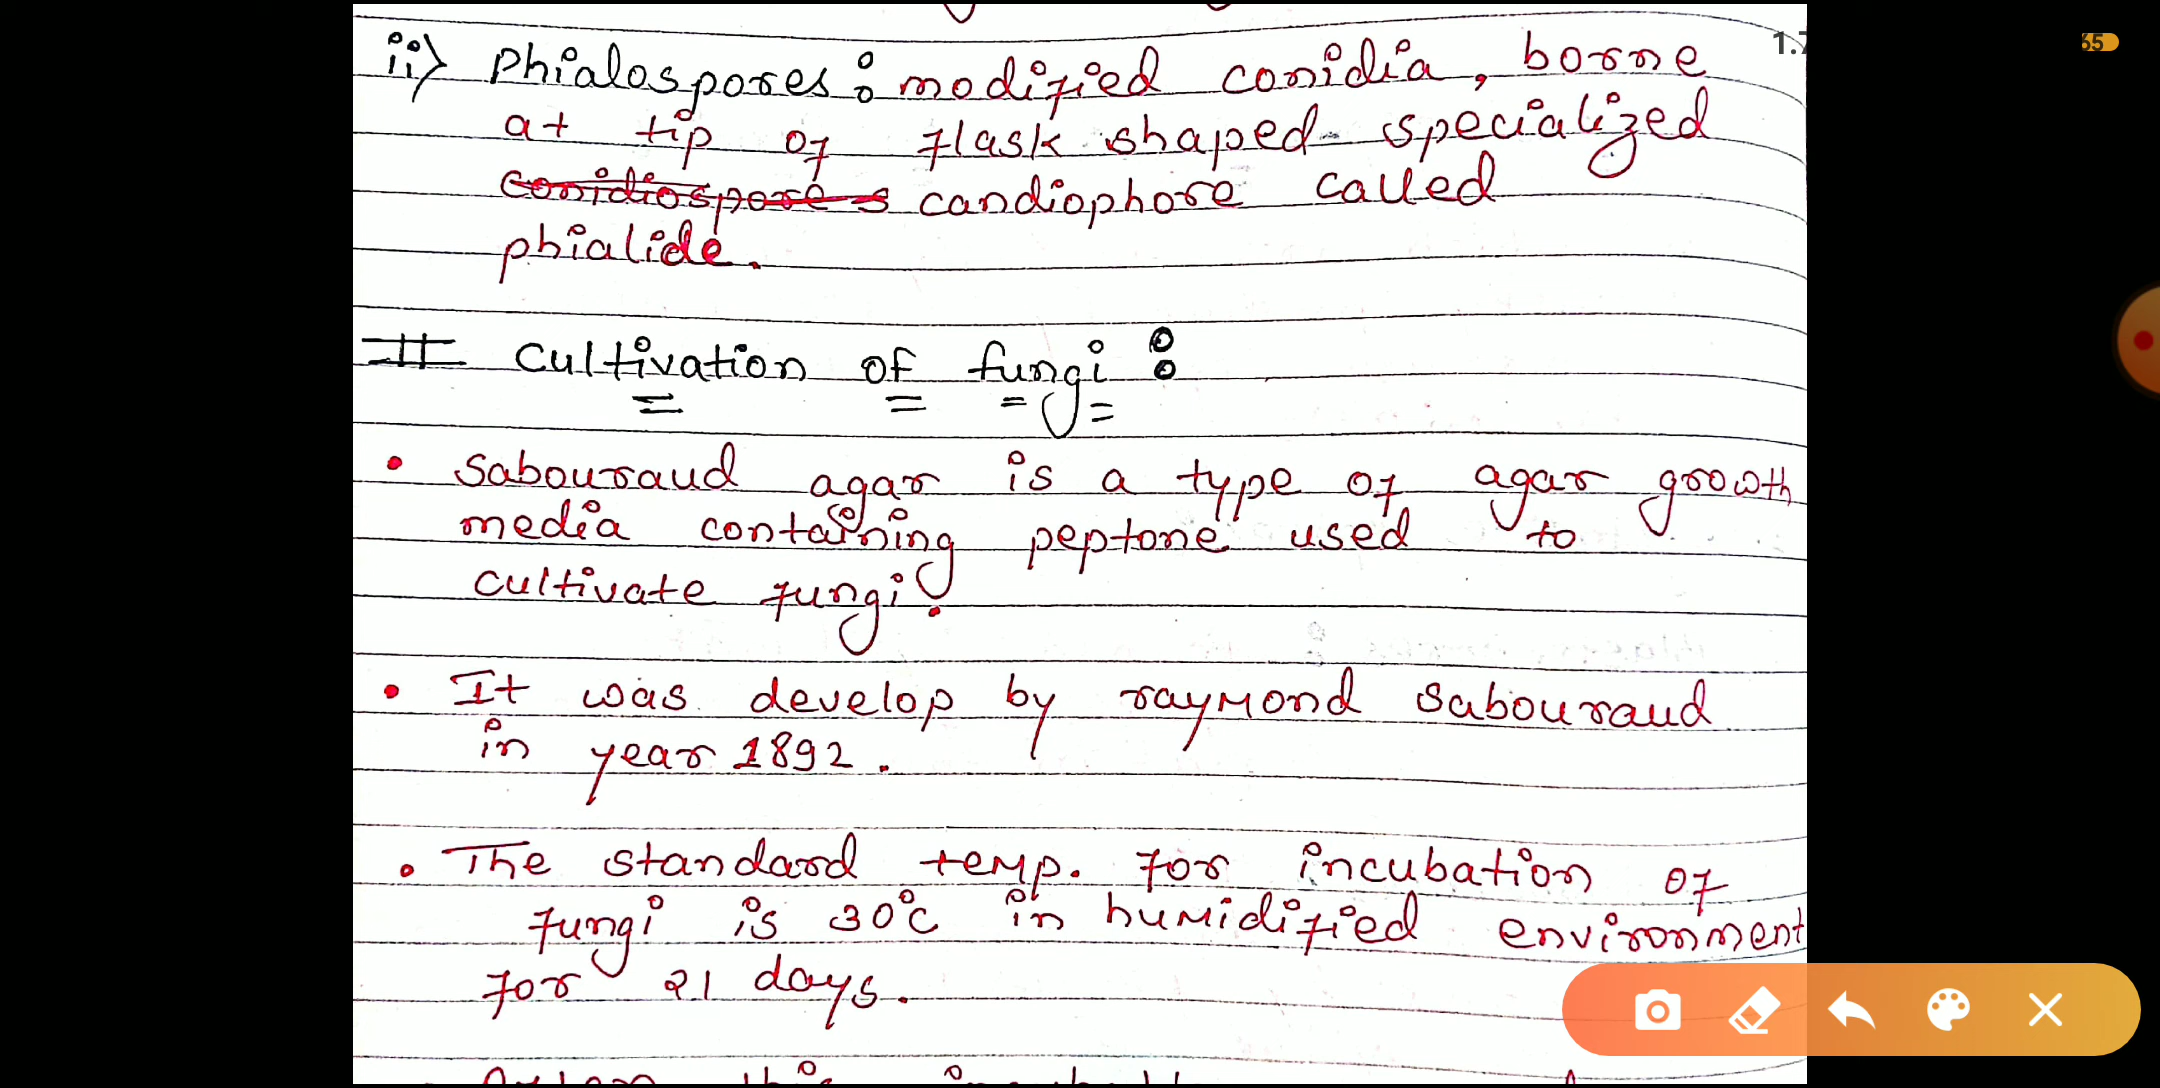 ii) Phialospores : modified conidia, borne
at tip of flask shaped specialized
conidiospores candiophore called
phialide.
# Cultivation of fungi :
• Sabouraud agar is a type of agar growth
media containing peptone used to
cultivate fungi.
• It was develop by raymond sabouraud
in year 1892.
• The standard temp. for incubation of
fungi is 30°c in humidified environment
for 21 days.
65